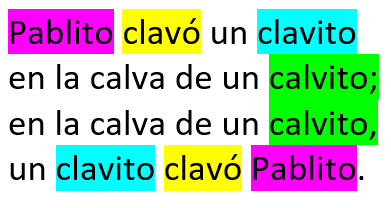 Pablito clavó un clavito
en la calva de un calvito;
en la calva de un calvito,
un clavito clavó Pablito.